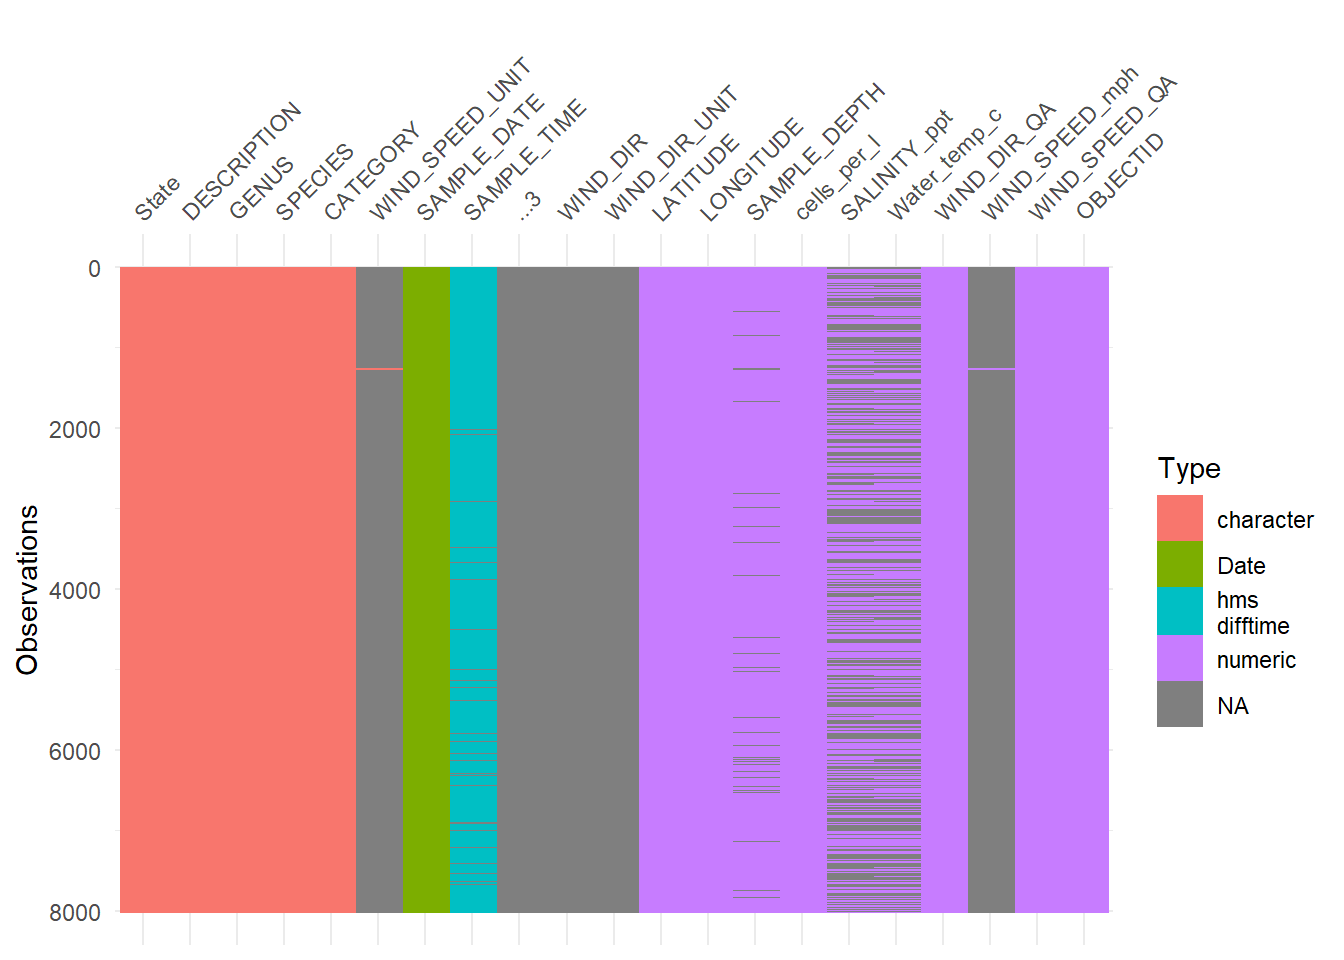 State
DESCRIPTION
GENUS
SPECIES
CATEGORY
WIND_SPEED_UNIT
SAMPLE_DATE
SAMPLE_TIME
...3
WIND_DIR
WIND_DIR_UNIT
LATITUDE
LONGITUDE
SAMPLE_DEPTH
cells_per_l
SALINITY_ppt
Water_temp_c
WIND_DIR_QA
WIND_SPEED_mph
WIND_SPEED_QA
OBJECTID
0
2000
4000
6000
8000
Observations
Type
character
Date
hms
difftime
numeric
NA